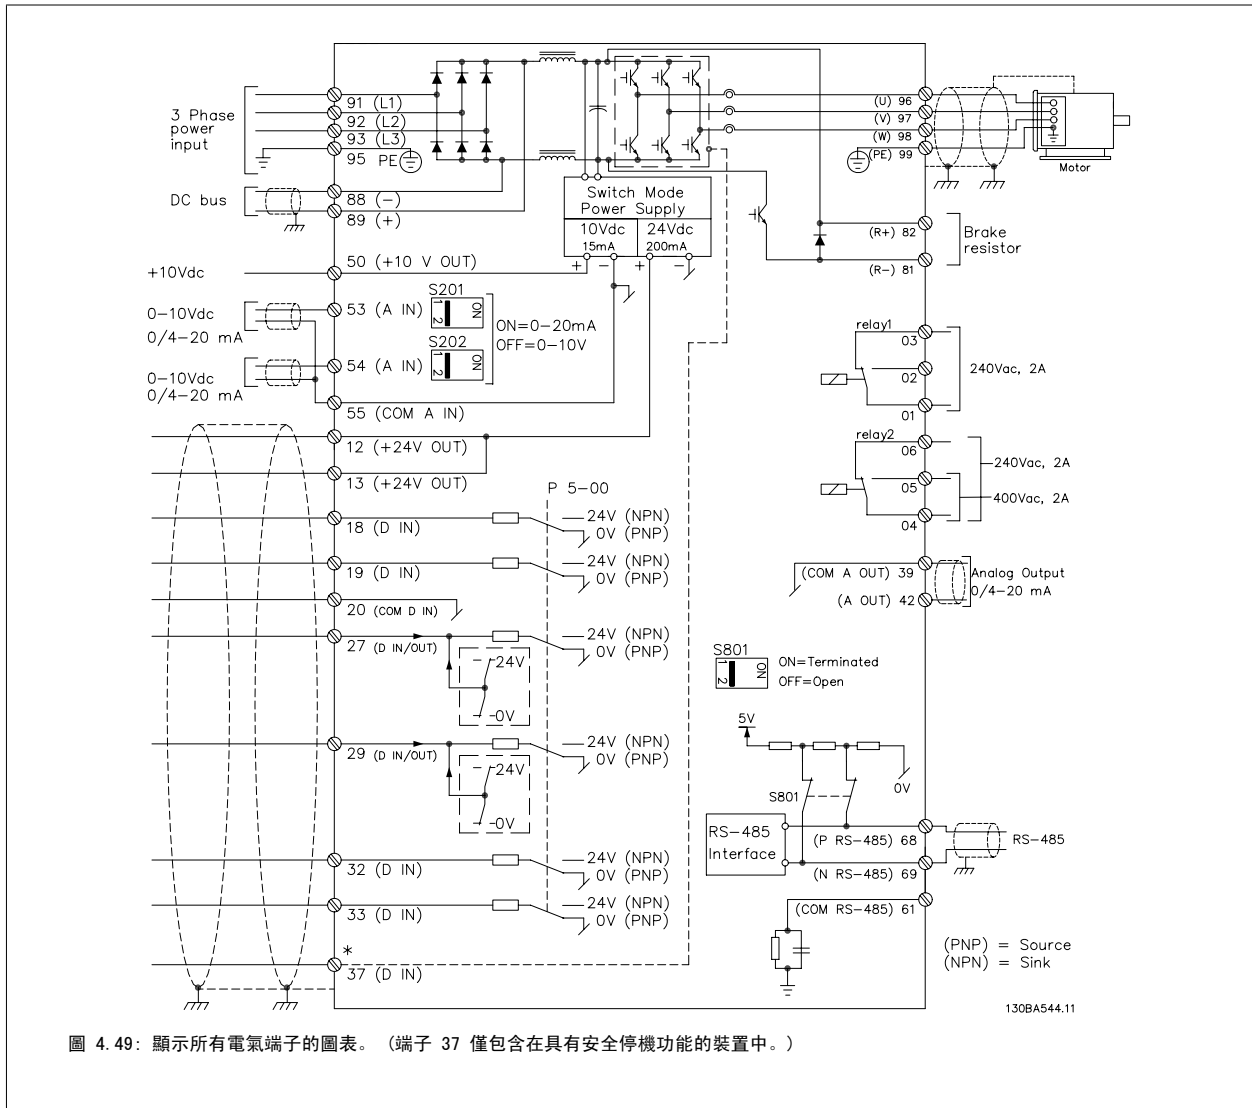 3 Phase
power
input
91 (L1)
92 (L2)
93 (L3)
95 PE
DC bus
88 (-)
89 (+)
+10Vdc
50 (+10 V OUT)
0-10Vdc
0/4-20 mA
53 (A IN)
S201
1 2
ON
ON=0-20mA
OFF=0-10V
S202
1 2
ON
0-10Vdc
0/4-20 mA
54 (A IN)
55 (COM A IN)
12 (+24V OUT)
13 (+24V OUT)
P 5-00
18 (D IN)
24V (NPN)
0V (PNP)
19 (D IN)
24V (NPN)
0V (PNP)
20 (COM D IN)
27 (D IN/OUT)
24V (NPN)
0V (PNP)
24V
0V
29 (D IN/OUT)
24V (NPN)
0V (PNP)
24V
0V
32 (D IN)
24V (NPN)
0V (PNP)
33 (D IN)
24V (NPN)
0V (PNP)
*
37 (D IN)
Switch Mode
Power Supply
10Vdc
15mA
24Vdc
200mA
+ - + -
(U) 96
(V) 97
(W) 98
(PE) 99
Motor
(R+) 82
(R-) 81
Brake
resistor
relay1
03
02
01
240Vac, 2A
relay2
06
05
04
240Vac, 2A
400Vac, 2A
(COM A OUT) 39
(A OUT) 42
Analog Output
0/4-20 mA
S801
1 2
ON
ON=Terminated
OFF=Open
5V
0V
S801
RS-485
Interface
(P RS-485) 68
(N RS-485) 69
(COM RS-485) 61
RS-485
(PNP) = Source
(NPN) = Sink
130BA544.11
圖 4.49: 顯示所有電氣端子的圖表。 (端子 37 僅包含在具有安全停機功能的裝置中。)